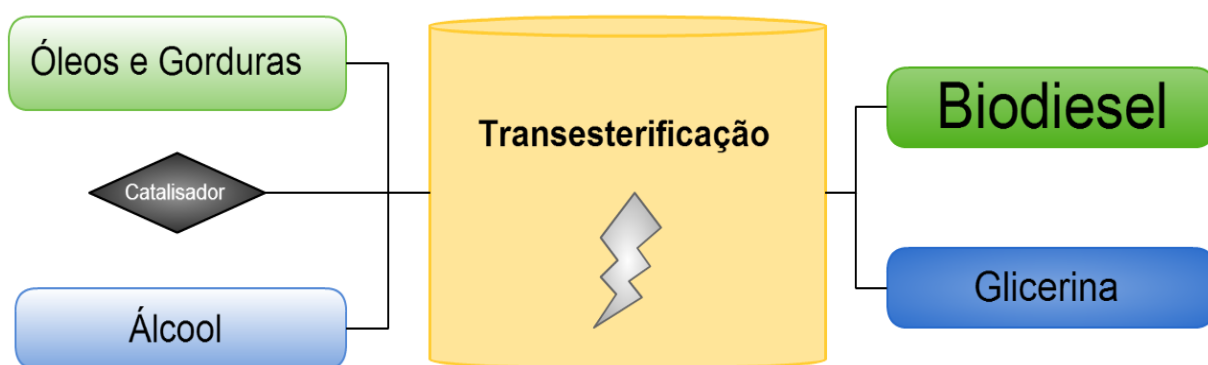 Óleos e Gorduras
Catalisador
Álcool
Transesterificação
Biodiesel
Glicerina